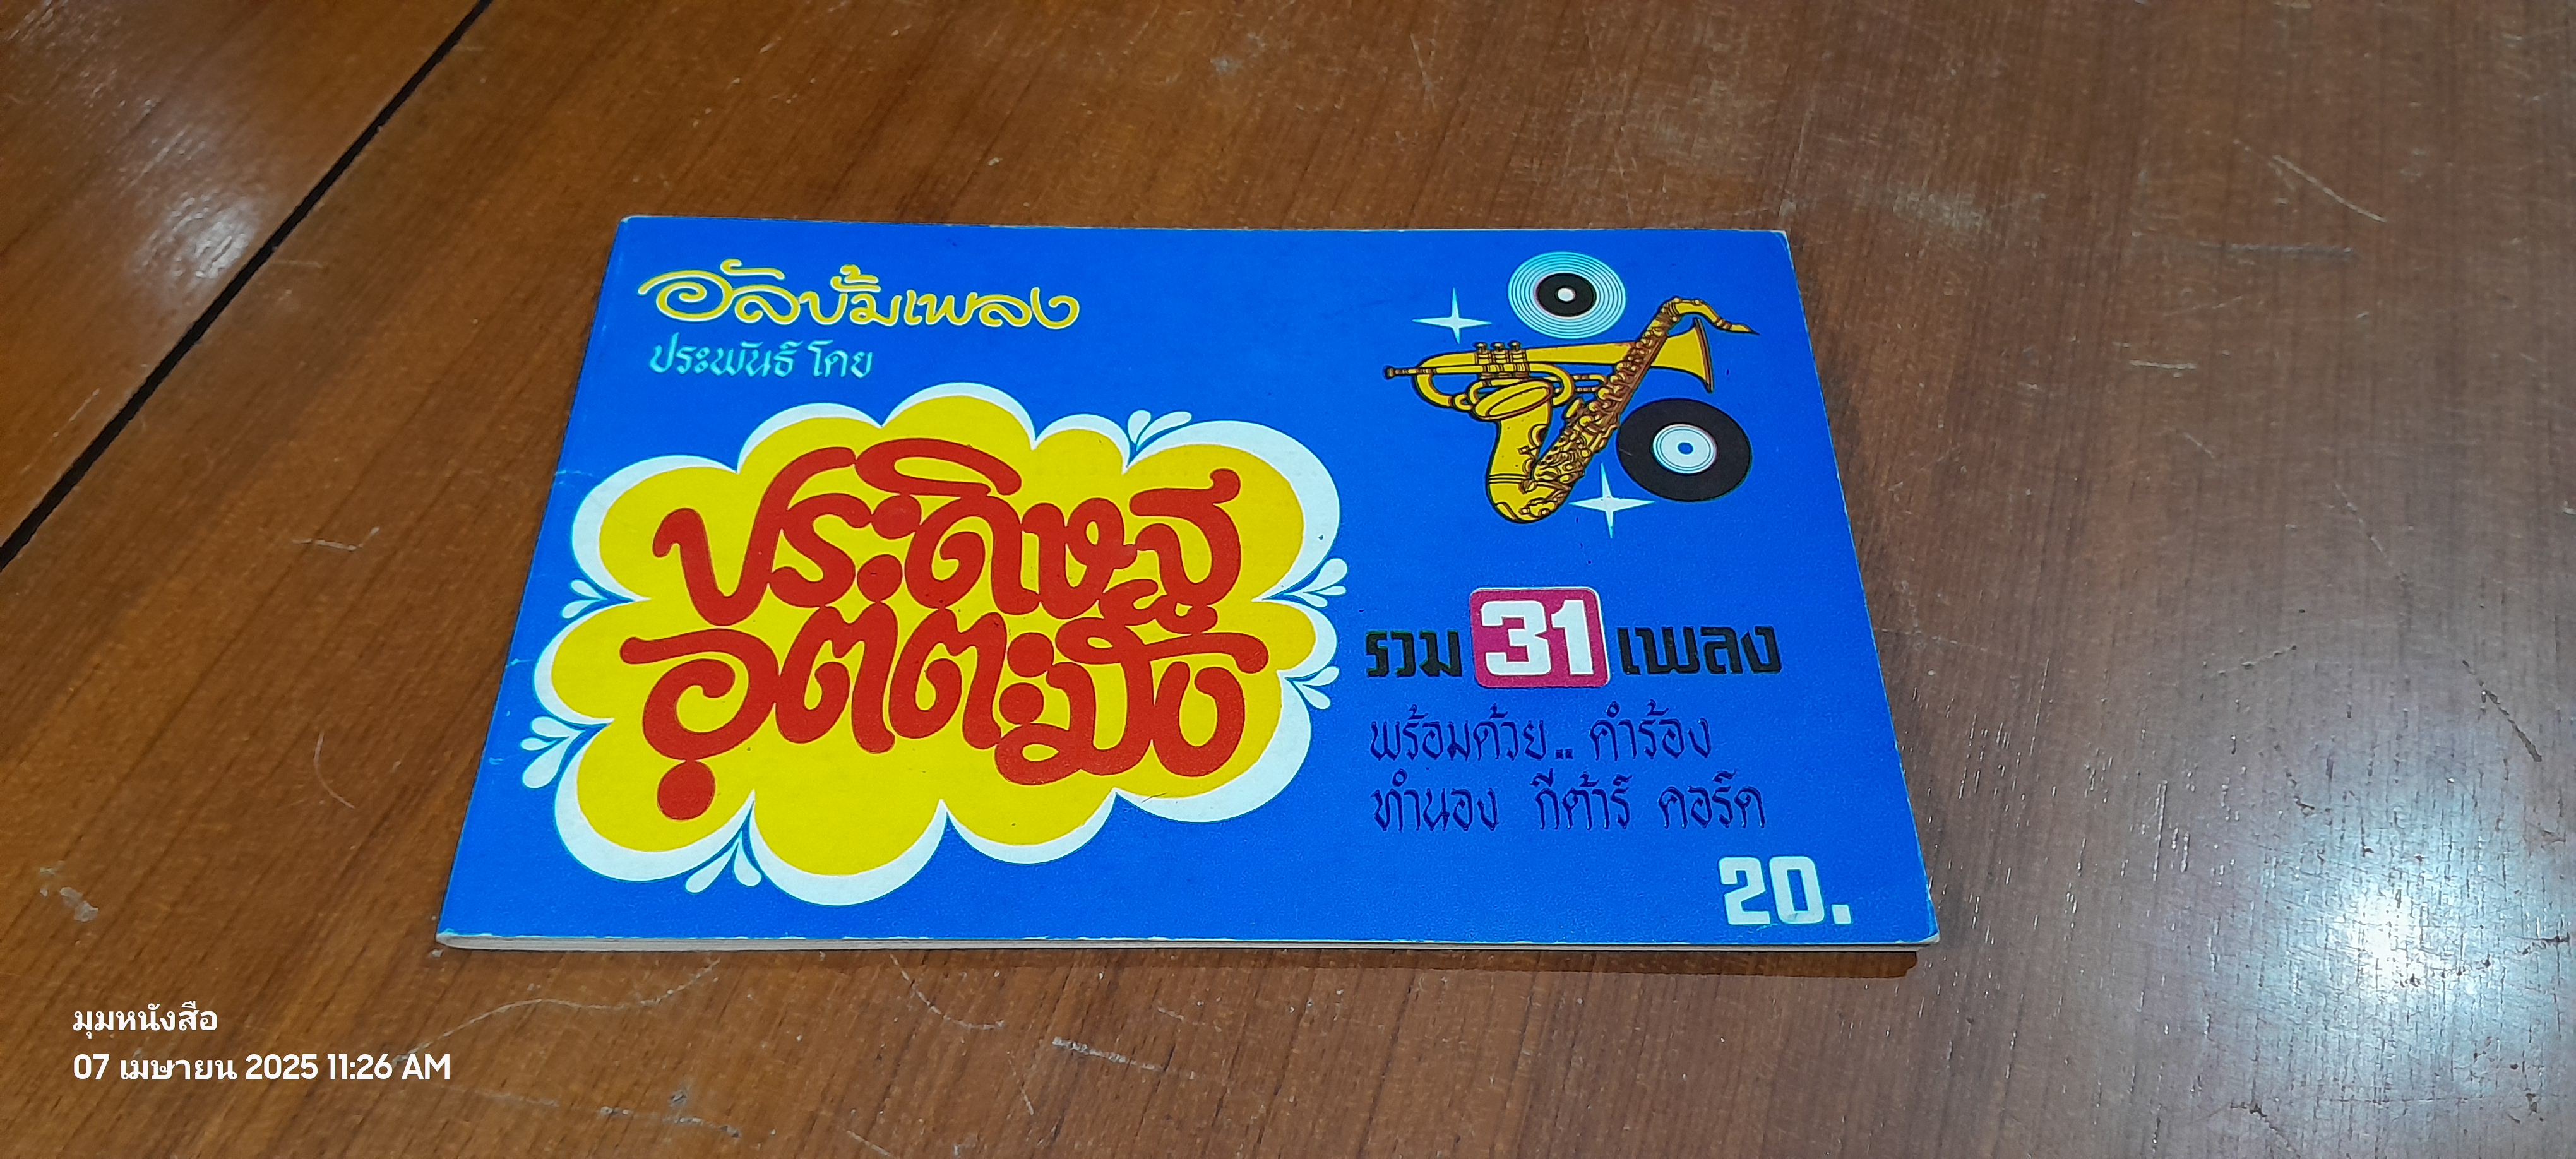 อัลบั้มเพลง
ประพันธ์ โดย
ประดิษฐ์
อุตตะมัง
รวม 31 เพลง
พร้อมด้วย.. คำร้อง
ทำนอง กีต้าร์ คอร์ด
20.
มุมหนังสือ
07 เมษายน 2025 11:26 AM